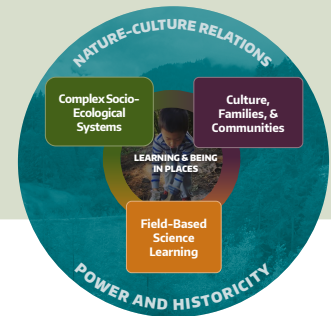 NATURE-CULTURE RELATIONS
Complex Socio-
Ecological
Systems
Culture,
Families, &
Communities
LEARNING & BEING
IN PLACES
Field-Based
Science
Learning
POWER AND HISTORICITY